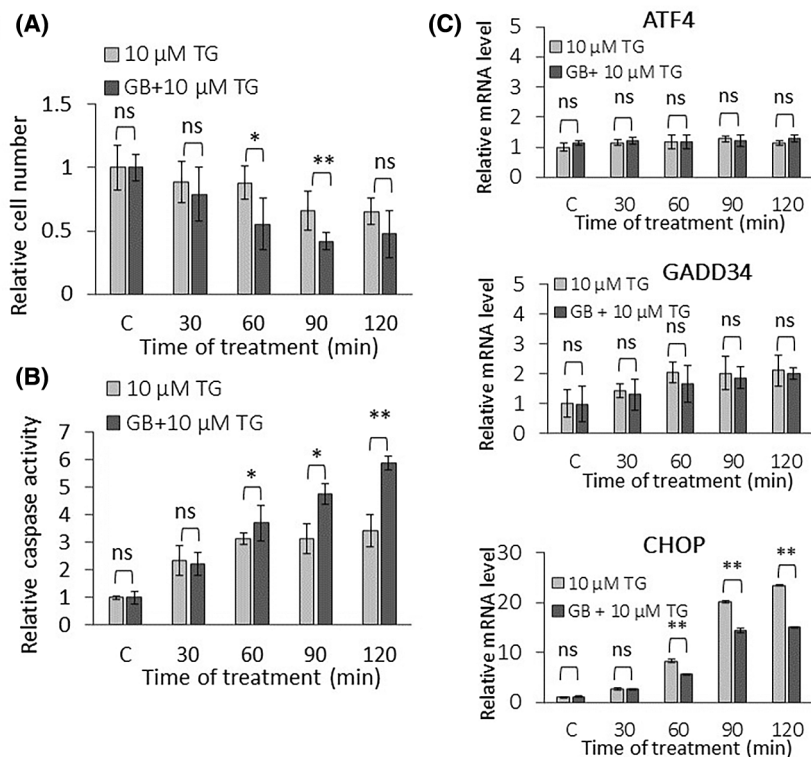 (A)
10 µM TG
GB+10 µM TG
Relative cell number
1.5
1
0.5
0
ns
ns
*
**
ns
C 30 60 90 120
Time of treatment (min)
(B)
10 µM TG
GB+10 µM TG
Relative caspase activity
7
6
5
4
3
2
1
0
ns
ns
*
*
**
C 30 60 90 120
Time of treatment (min)
(C)
ATF4
10 µM TG
GB+ 10 µM TG
Relative mRNA level
5
4
3
2
1
0
ns ns ns ns ns
C 30 60 90 120
Time of treatment (min)
GADD34
10 µM TG
GB + 10 µM TG
Relative mRNA level
5
4
3
2
1
0
ns ns ns ns ns
C 30 60 90 120
Time of treatment (min)
CHOP
10 µM TG
GB + 10 µM TG
Relative mRNA level
30
20
10
0
ns ns ** ** **
C 30 60 90 120
Time of treatment (min)